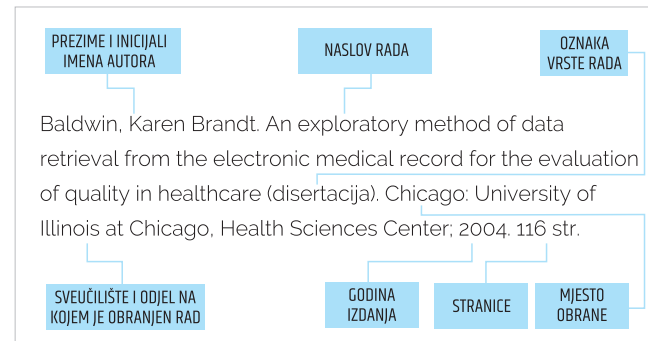 PREZIME I INICIJALI
IMENA AUTORA
NASLOV RADA
OZNAKA
VRSTE RADA
Baldwin, Karen Brandt. An exploratory method of data
retrieval from the electronic medical record for the evaluation
of quality in healthcare (disertacija). Chicago: University of
Illinois at Chicago, Health Sciences Center; 2004. 116 str.
SVEUČILIŠTE I ODJEL NA
KOJEM JE OBRANJEN RAD
GODINA
IZDANJA
STRANICE
MJESTO
OBRANE